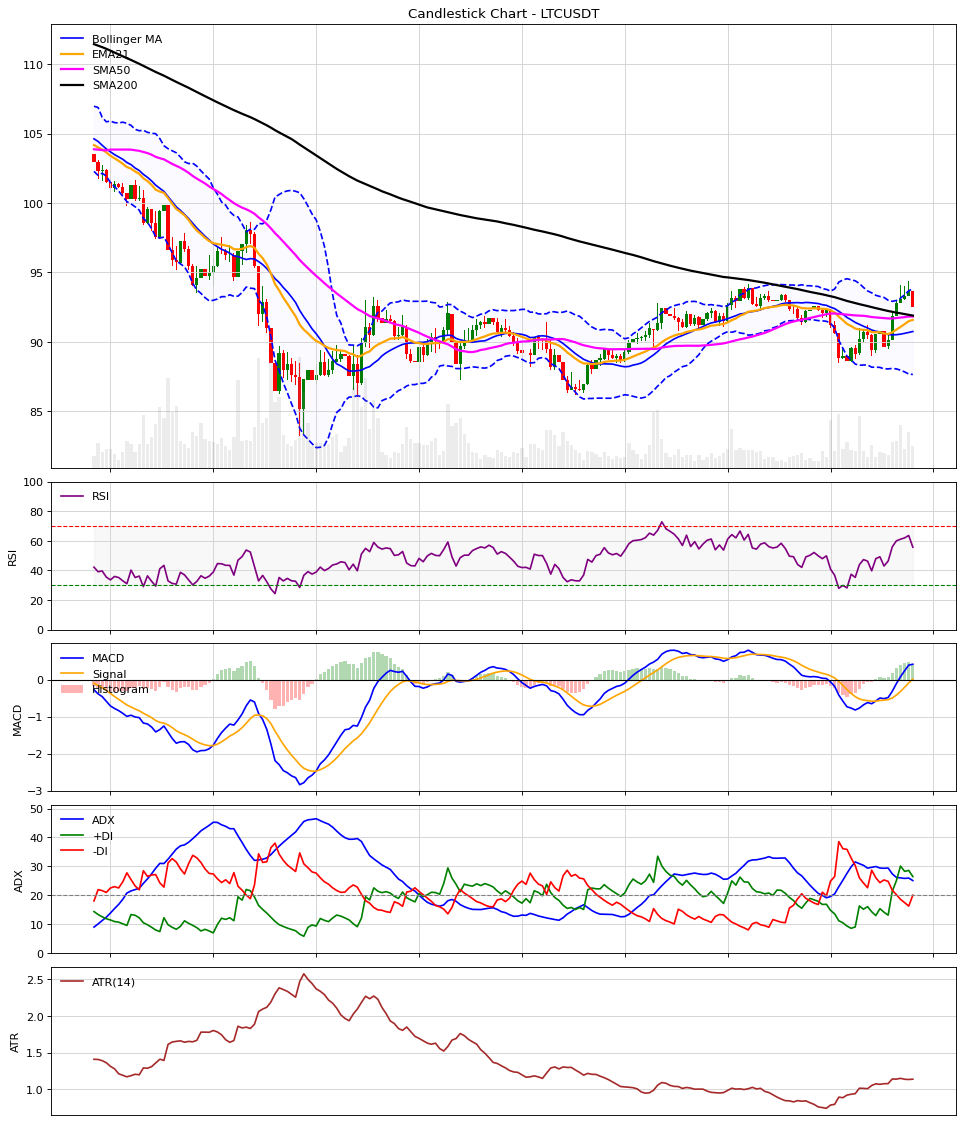 Candlestick Chart - LTCUSDT
Bollinger MA
EMA21
SMA50
SMA200
110
105
100
95
90
85
RSI
100
80
60
40
20
0
RSI
MACD
Signal
Histogram
0
−1
−2
−3
MACD
ADX
+DI
-DI
50
40
30
20
10
0
ADX
ATR(14)
2.5
2.0
1.5
1.0
ATR